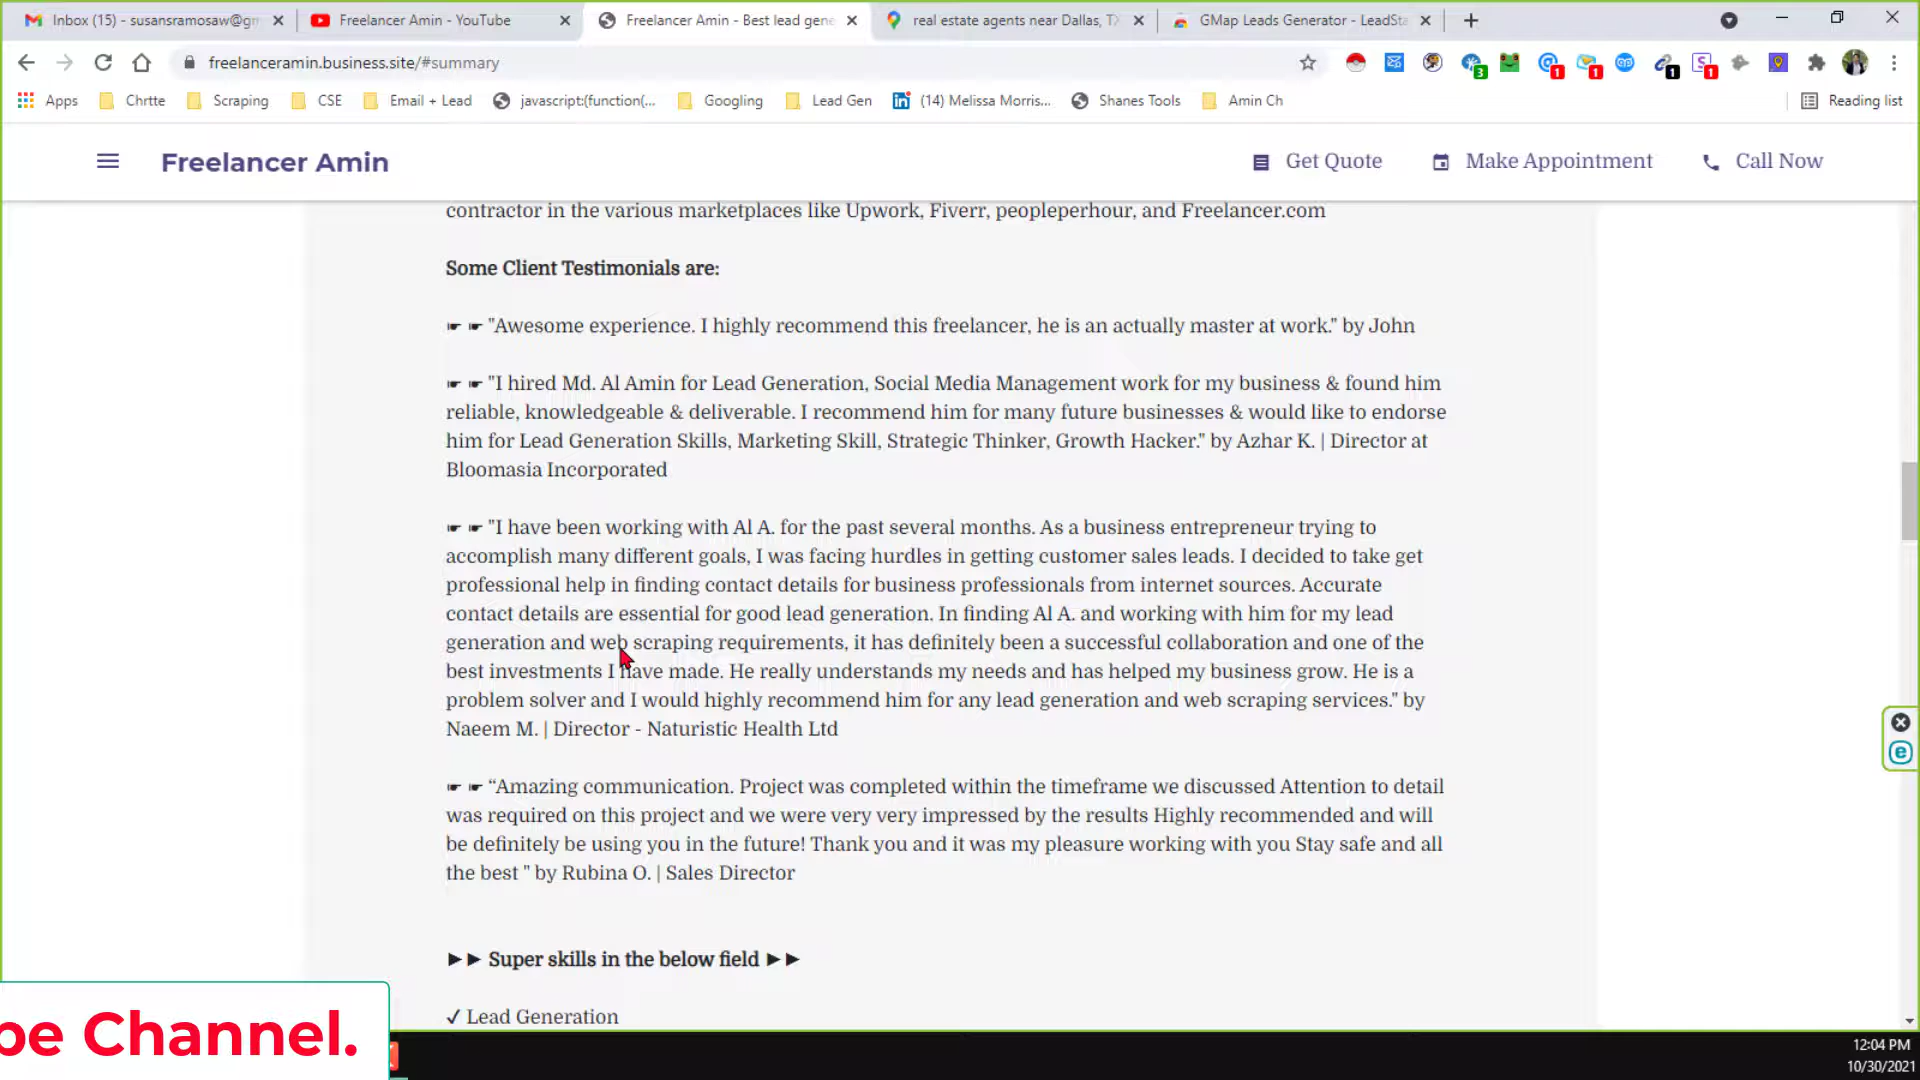 Inbox (15) - susansramosaw@gm
Freelancer Amin - YouTube
Freelancer Amin - Best lead gene
real estate agents near Dallas, TX
GMap Leads Generator - LeadSta
freelanceramin.business.site/#summary
3
1
1
1
1
Apps
Chrtte
Scraping
CSE
Email + Lead
javascript:(function(...
Googling
Lead Gen
(14) Melissa Morris...
Shanes Tools
Amin Ch
Reading list
Freelancer Amin
Get Quote
Make Appointment
Call Now
contractor in the various marketplaces like Upwork, Fiverr, peopleperhour, and Freelancer.com
Some Client Testimonials are:
☛ ☛ "Awesome experience. I highly recommend this freelancer, he is an actually master at work." by John
☛ ☛ "I hired Md. Al Amin for Lead Generation, Social Media Management work for my business & found him
reliable, knowledgeable & deliverable. I recommend him for many future businesses & would like to endorse
him for Lead Generation Skills, Marketing Skill, Strategic Thinker, Growth Hacker." by Azhar K. | Director at
Bloomasia Incorporated
☛ ☛ "I have been working with Al A. for the past several months. As a business entrepreneur trying to
accomplish many different goals, I was facing hurdles in getting customer sales leads. I decided to take get
professional help in finding contact details for business professionals from internet sources. Accurate
contact details are essential for good lead generation. In finding Al A. and working with him for my lead
generation and web scraping requirements, it has definitely been a successful collaboration and one of the
best investments I have made. He really understands my needs and has helped my business grow. He is a
problem solver and I would highly recommend him for any lead generation and web scraping services." by
Naeem M. | Director - Naturistic Health Ltd
☛ ☛ “Amazing communication. Project was completed within the timeframe we discussed Attention to detail
was required on this project and we were very very impressed by the results Highly recommended and will
be definitely be using you in the future! Thank you and it was my pleasure working with you Stay safe and all
the best " by Rubina O. | Sales Director
►► Super skills in the below field ►►
✓ Lead Generation
be Channel.
12:04 PM
10/30/2021